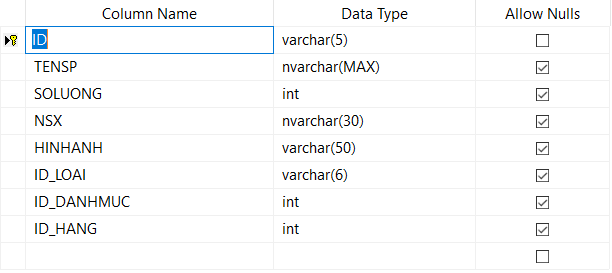 Column Name Data Type Allow Nulls
ID varchar(5)
TENSP nvarchar(MAX)
SOLUONG int
NSX nvarchar(30)
HINHANH varchar(50)
ID_LOAI varchar(6)
ID_DANHMUC int
ID_HANG int